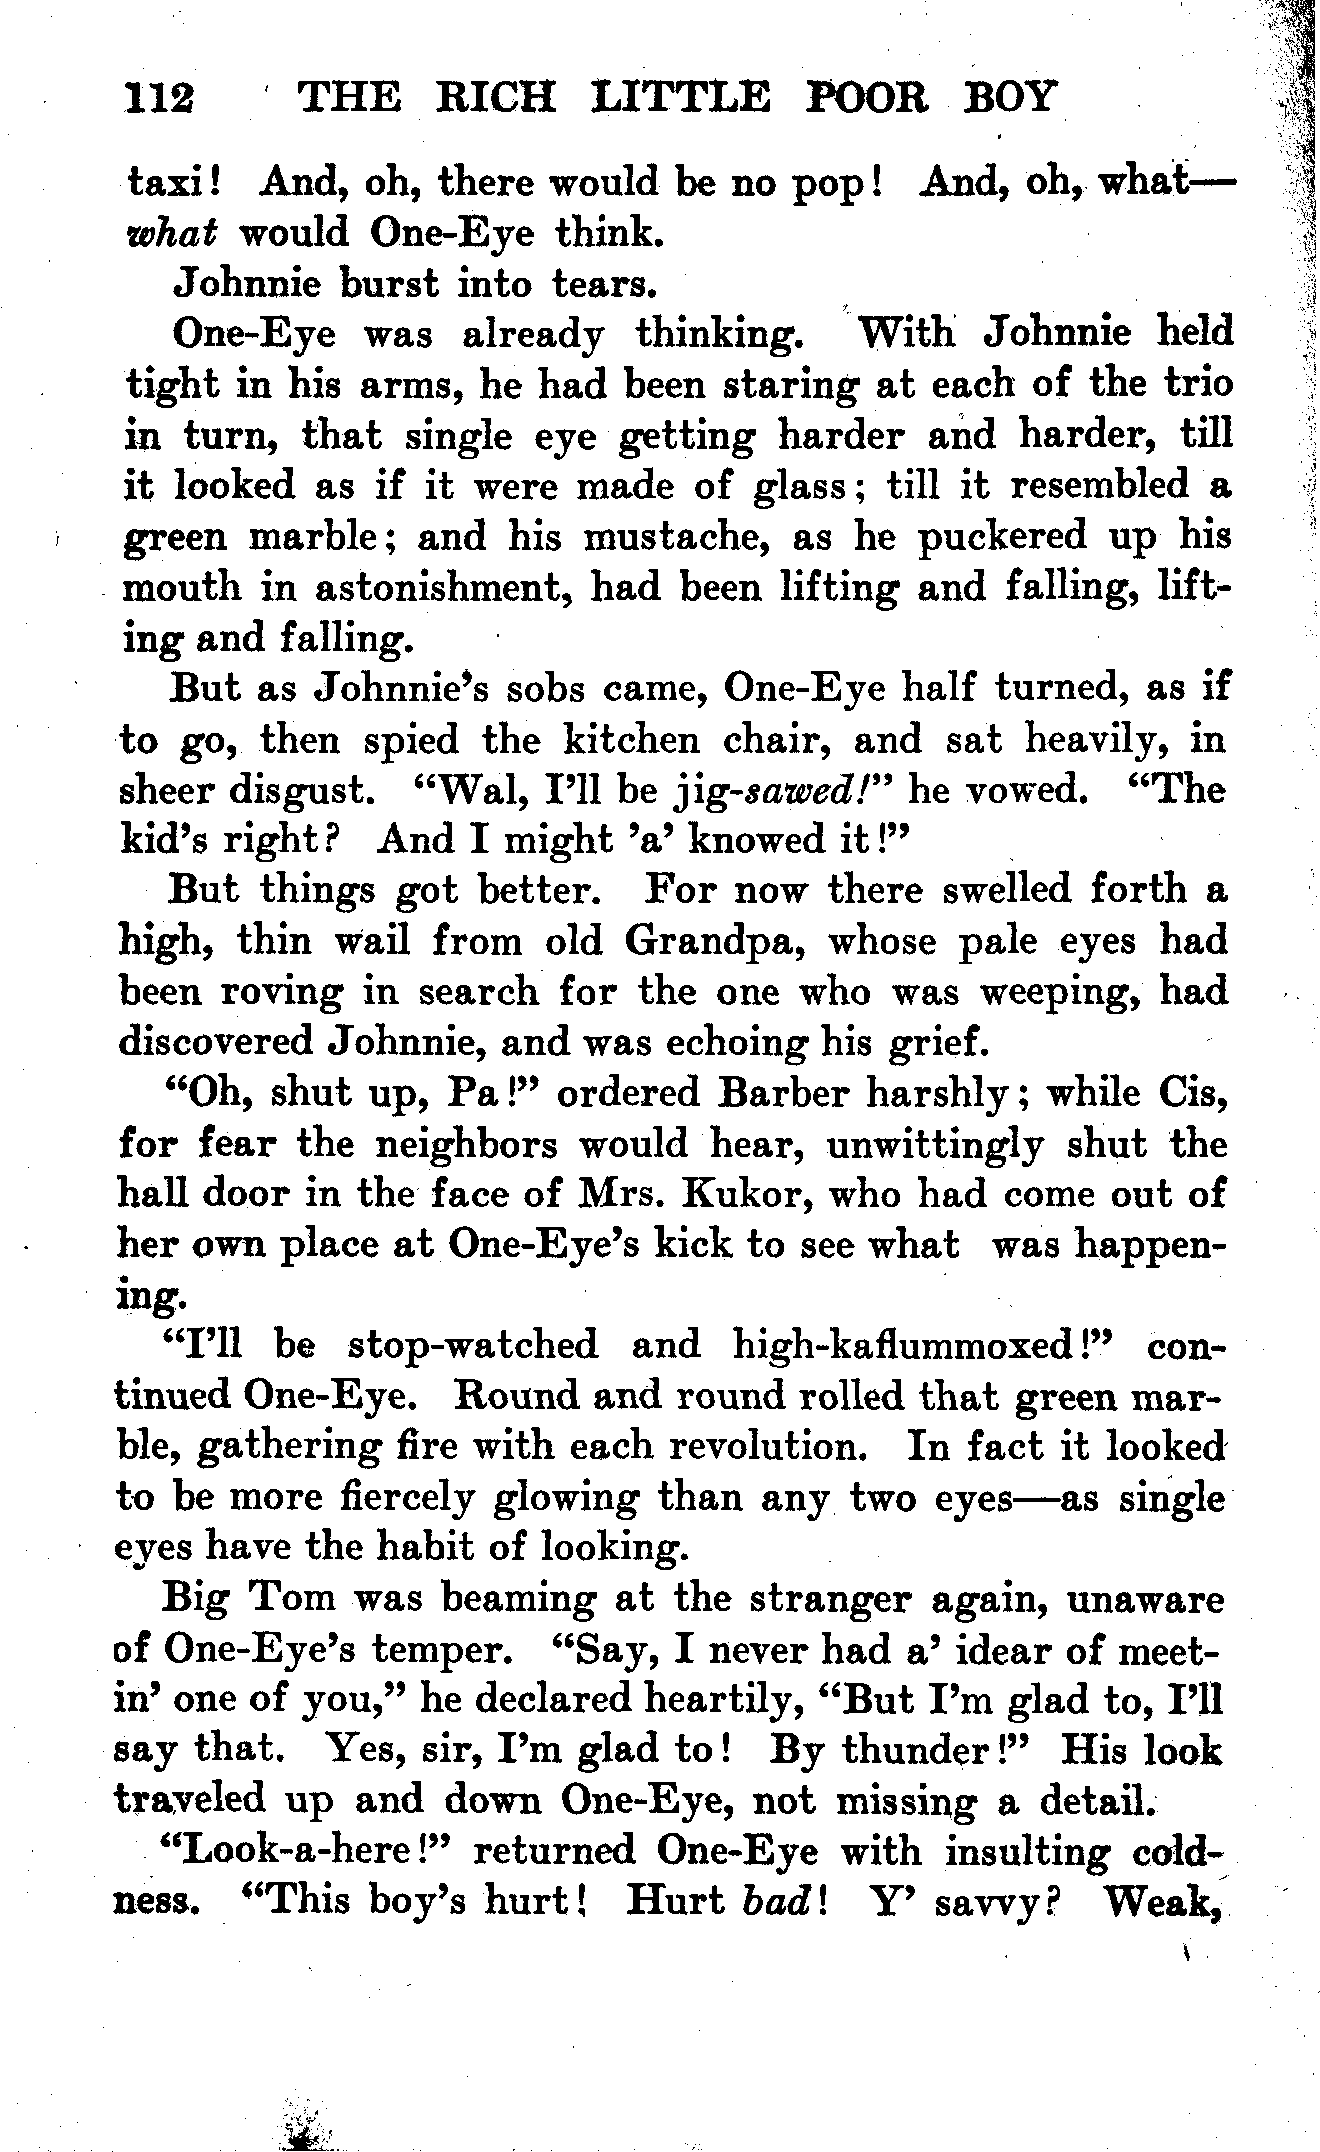 112 THE RICH LITTLE POOR BOY
taxi! And, oh, there would be no pop! And, oh, what—
what would One-Eye think.
Johnnie burst into tears.
One-Eye was already thinking. With Johnnie held
tight in his arms, he had been staring at each of the trio
in turn, that single eye getting harder and harder, till
it looked as if it were made of glass; till it resembled a
green marble; and his mustache, as he puckered up his
mouth in astonishment, had been lifting and falling, lift-
ing and falling.
But as Johnnie's sobs came, One-Eye half turned, as if
to go, then spied the kitchen chair, and sat heavily, in
sheer disgust. "Wal, I'll be jig-sawed!" he vowed. "The
kid's right? And I might 'a' knowed it!"
But things got better. For now there swelled forth a
high, thin wail from old Grandpa, whose pale eyes had
been roving in search for the one who was weeping, had
discovered Johnnie, and was echoing his grief.
"Oh, shut up, Pa!" ordered Barber harshly; while Cis,
for fear the neighbors would hear, unwittingly shut the
hall door in the face of Mrs. Kukor, who had come out of
her own place at One-Eye's kick to see what was happen-
ing.
"I'll be stop-watched and high-kaflummoxed!" con-
tinued One-Eye. Round and round rolled that green mar-
ble, gathering fire with each revolution. In fact it looked
to be more fiercely glowing than any two eyes—as single
eyes have the habit of looking.
Big Tom was beaming at the stranger again, unaware
of One-Eye's temper. "Say, I never had a' idear of meet-
in' one of you," he declared heartily, "But I'm glad to, I'll
say that. Yes, sir, I'm glad to! By thunder!" His look
traveled up and down One-Eye, not missing a detail.
"Look-a-here!" returned One-Eye with insulting cold-
ness. "This boy's hurt! Hurt bad! Y' savvy? Weak,